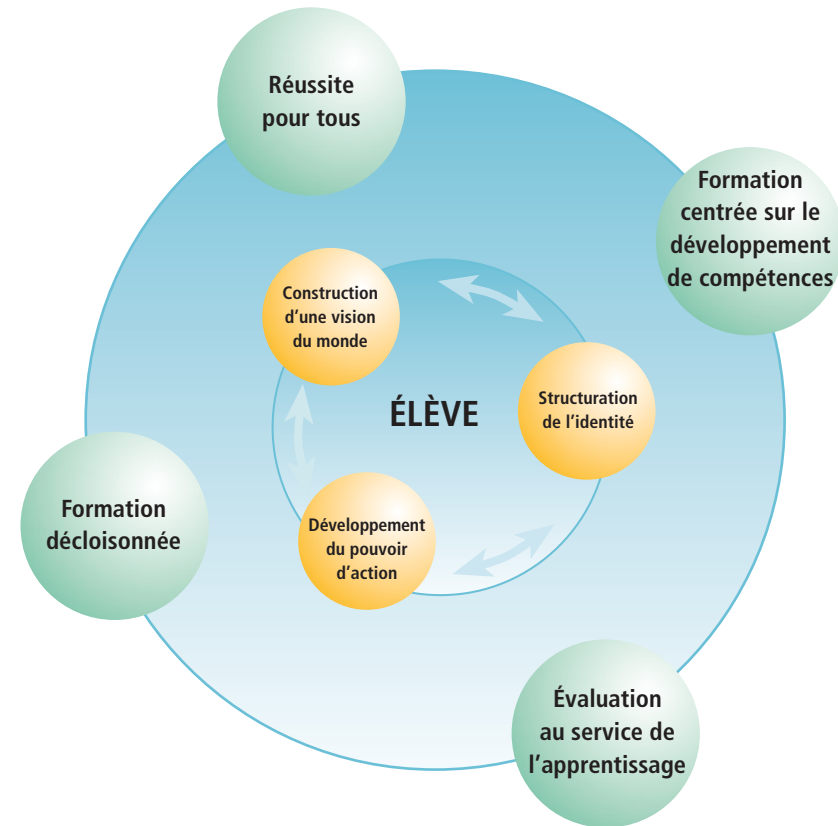 Réussite
pour tous
Formation
centrée sur le
développement
de compétences
Construction
d'une vision
du monde
ÉLÈVE
Structuration
de l'identité
Formation
décloisonnée
Développement
du pouvoir
d'action
Évaluation
au service de
l'apprentissage